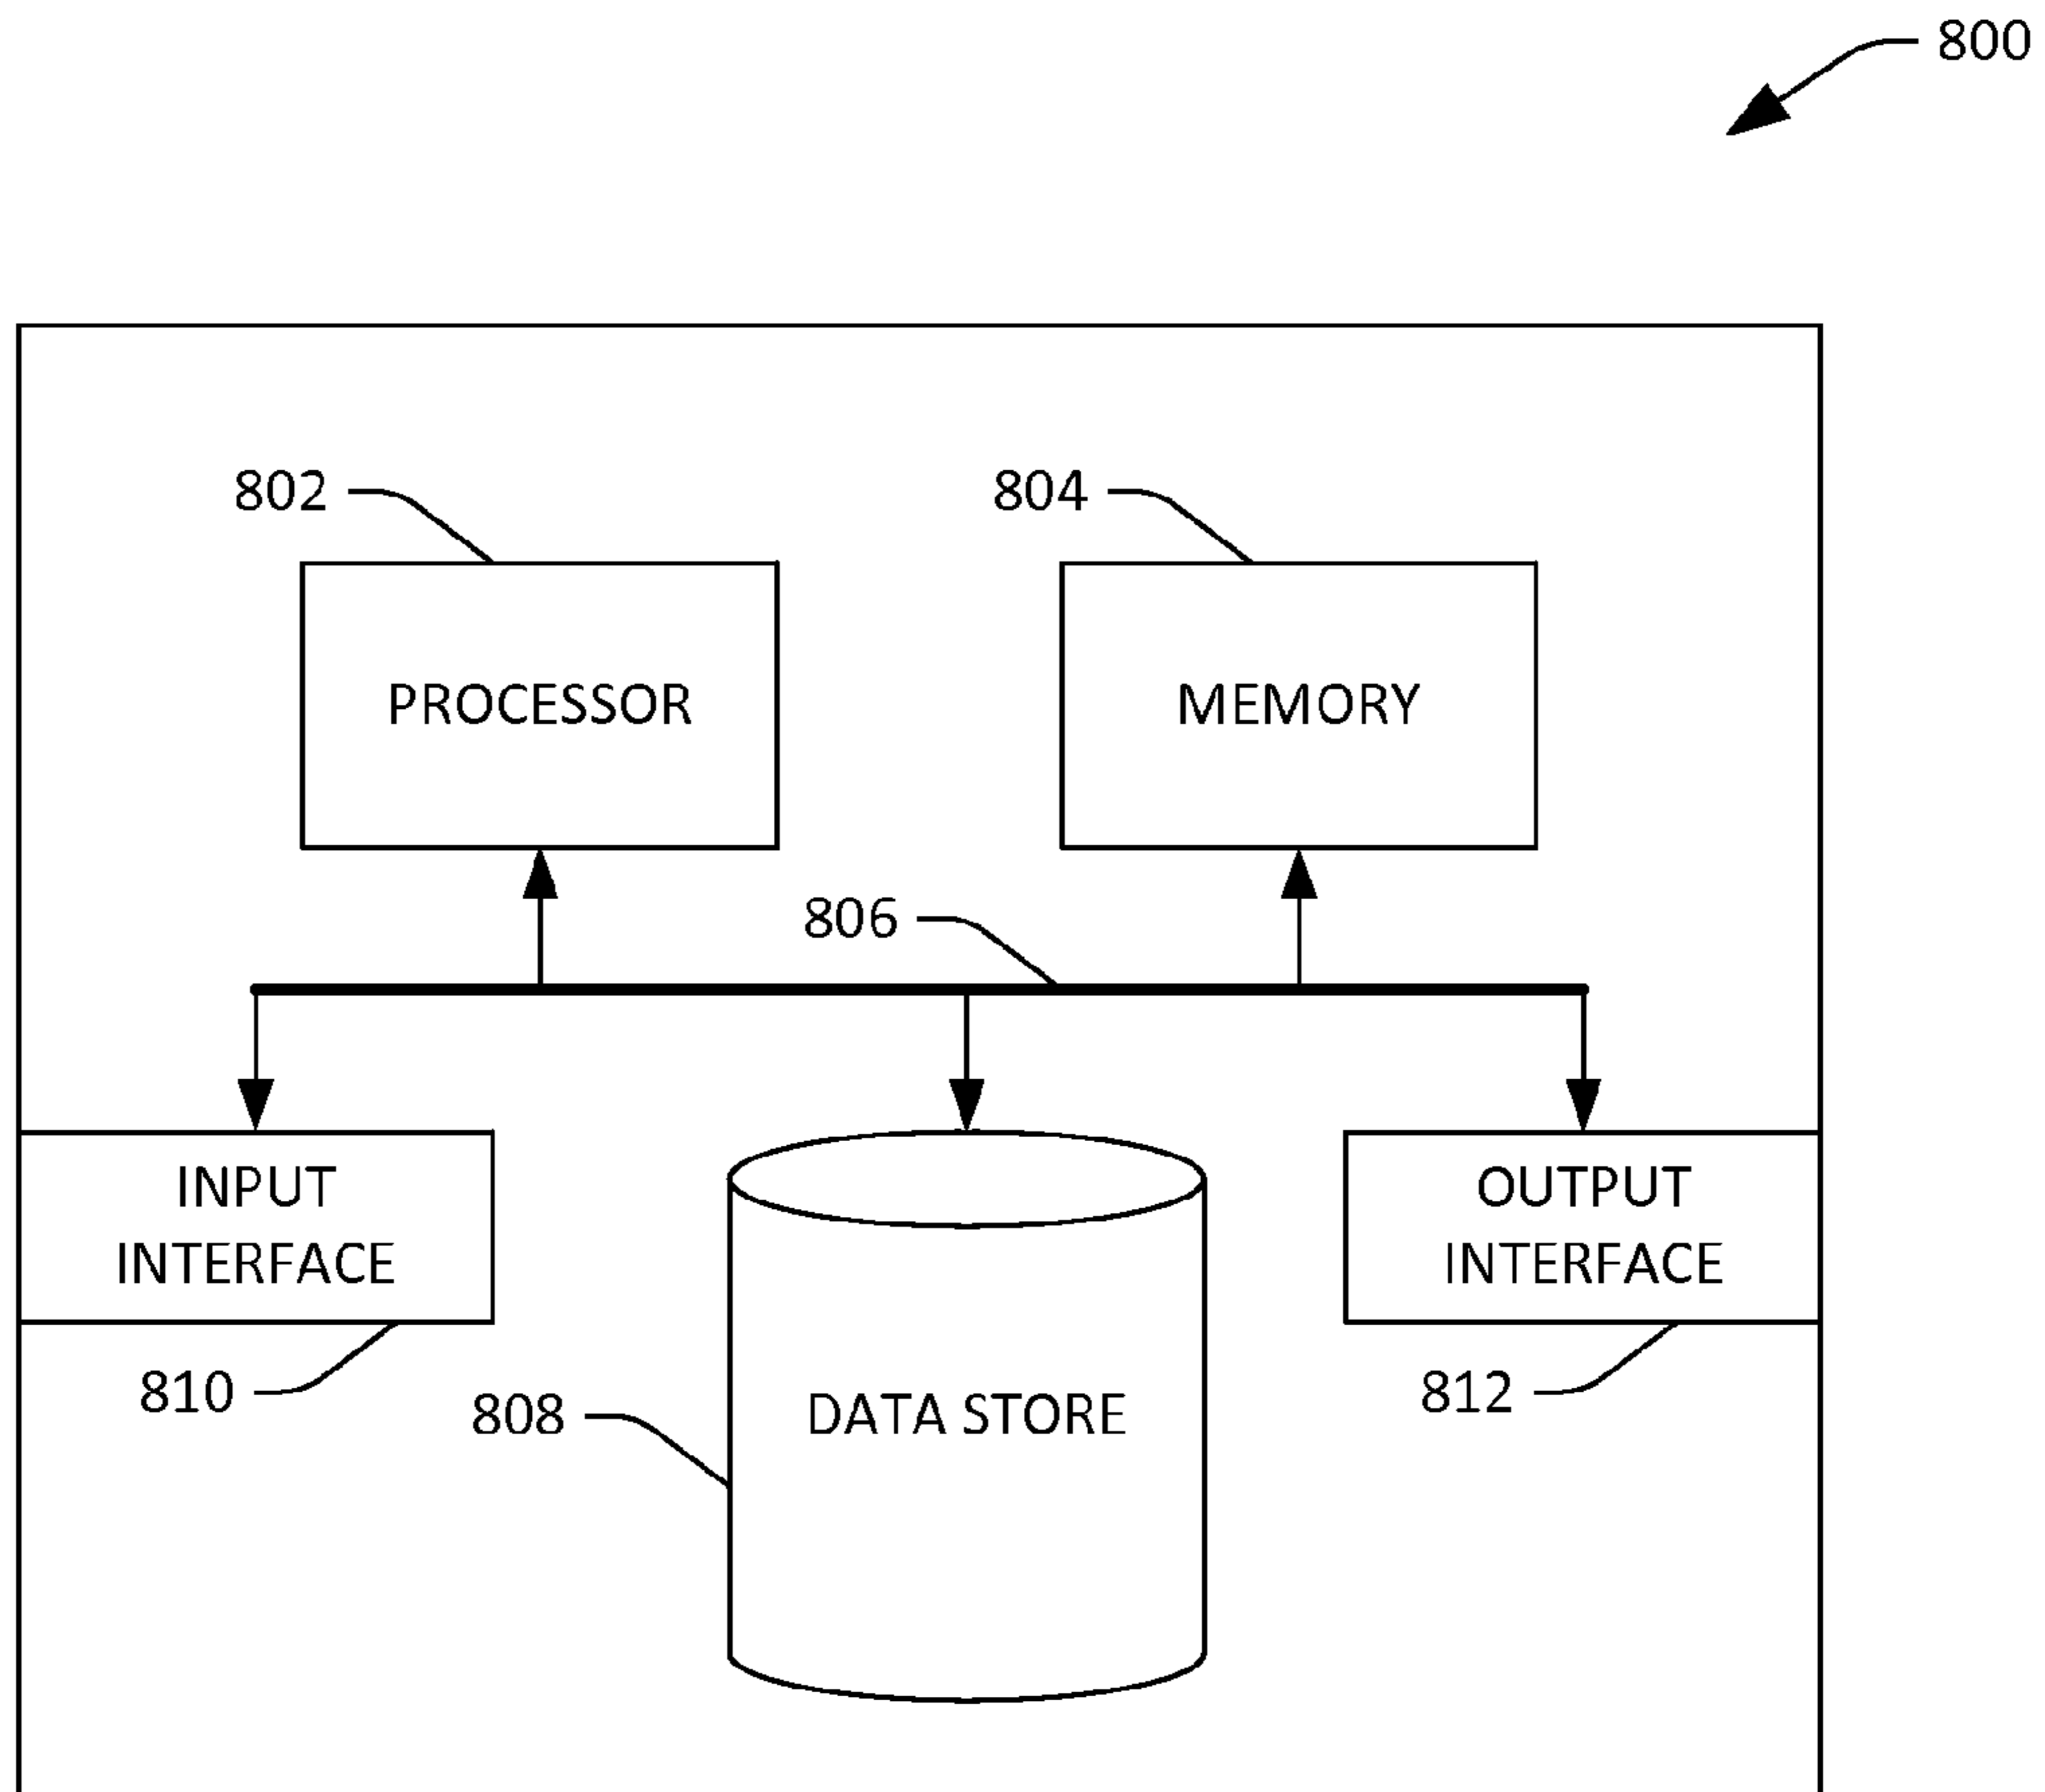 800
802
804
PROCESSOR
MEMORY
806
INPUT
INTERFACE
OUTPUT
INTERFACE
810
808
DATA STORE
812